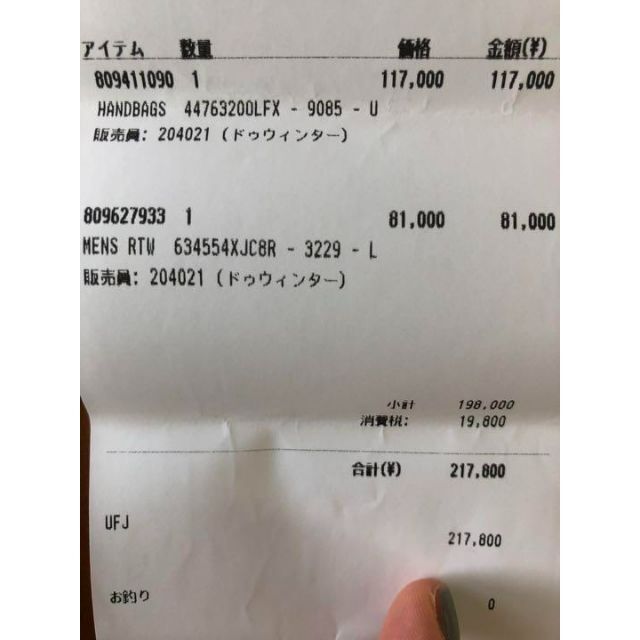 アイテム 数量 価格 金額(¥)
809411090 1 117,000 117,000
HANDBAGS 44763200LFX - 9085 - U
販売員: 204021 (ドゥウィンター)
809627933 1 81,000 81,000
MENS RTW 634554XJC8R - 3229 - L
販売員: 204021 (ドゥウィンター)
小計 198,000
消費税: 19,800
合計(¥) 217,800
UFJ
217,800
お釣り 0